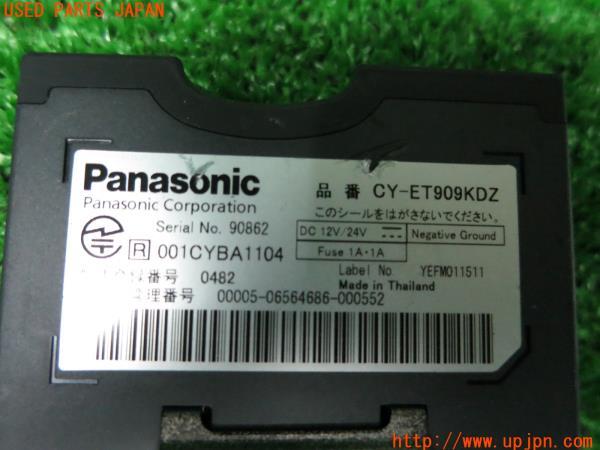 USED PARTS JAPAN
Panasonic
Panasonic Corporation
品番 CY-ET909KDZ
このシールをはがさないでください。
Serial No. 90862
DC 12V/24V Negative Ground
R 001CYBA1104
Fuse 1A・1A
番号 0482
Label No. YEFM011511
Made in Thailand
理番号 00005-06564686-000552
http://www.upjpn.com/